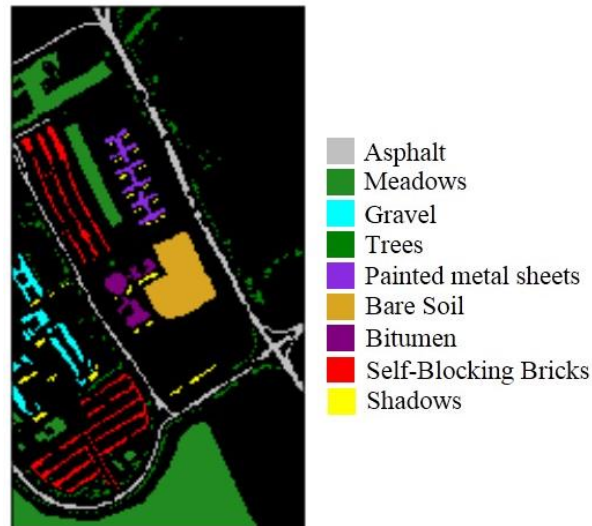 Asphalt
Meadows
Gravel
Trees
Painted metal sheets
Bare Soil
Bitumen
Self-Blocking Bricks
Shadows